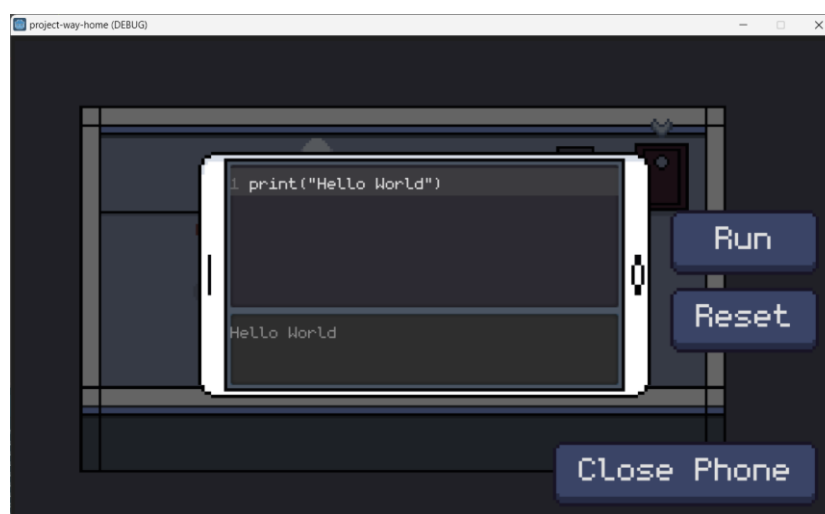 project-way-home (DEBUG)
1 print("Hello World")
Hello World
Run
Reset
Close Phone